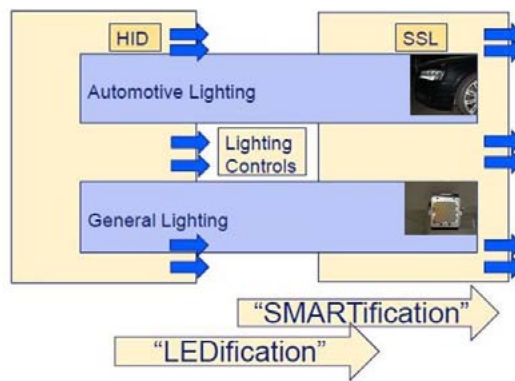 HID
SSL
Automotive Lighting
Lighting
Controls
General Lighting
“SMARTification”
“LEDification”